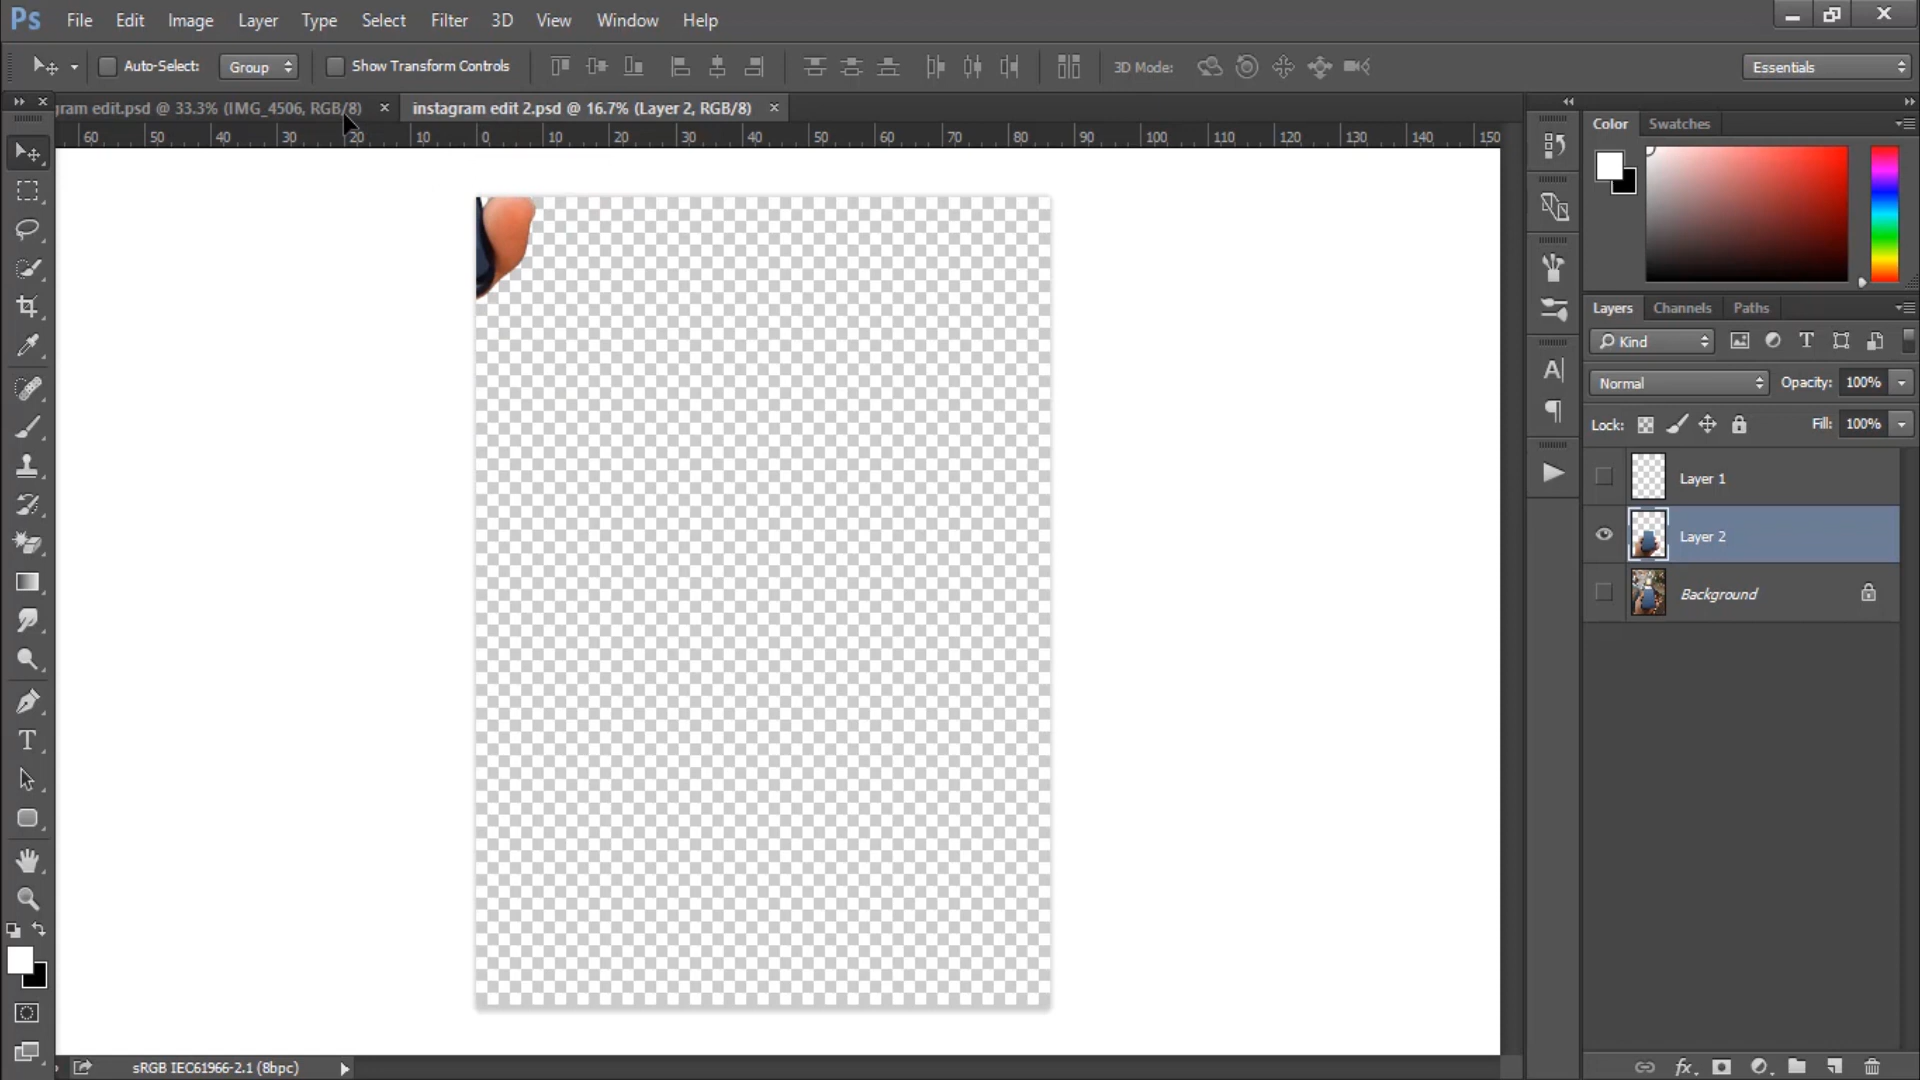 Ps File Edit Image Layer Type Select Filter 3D View Window Help
Auto-Select: Group Show Transform Controls 3D Mode: Essentials
gram edit.psd @ 33.3% (IMG_4506, RGB/8) × instagram edit 2.psd @ 16.7% (Layer 2, RGB/8) ×
60 50 40 30 20 10 0 10 20 30 40 50 60 70 80 90 100 110 120 130 140 150
Color Swatches
Layers Channels Paths
Kind
Normal Opacity: 100%
Lock: Fill: 100%
Layer 1
Layer 2
Background
sRGB IEC61966-2.1 (8bpc)